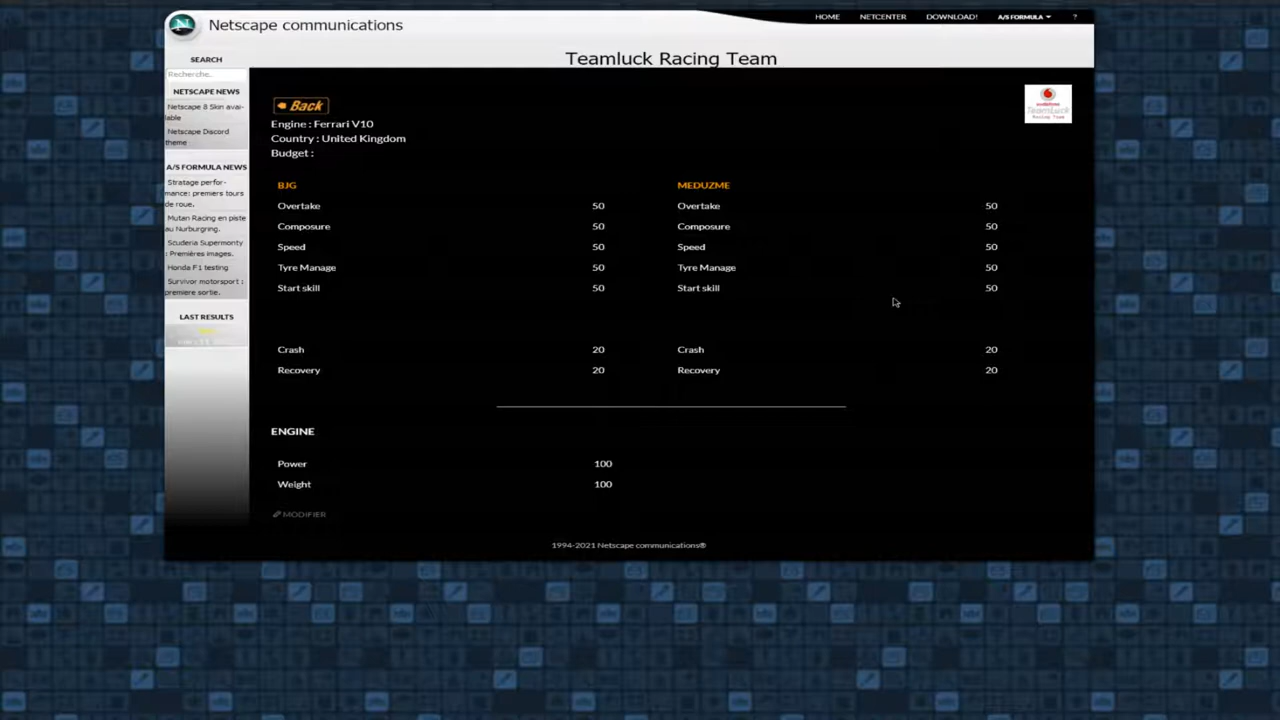 Netscape communications
HOME
NETCENTER
DOWNLOAD!
A/S FORMULA
?
SEARCH
Recherche..
NETSCAPE NEWS
Netscape 8 Skin avai-
lable
Netscape Discord
theme
A/S FORMULA NEWS
Stratage perfor-
mance: premiers tours
de roue.
Mutan Racing en piste
au Nurburgring.
Scuderia Supermonty
: Premières images.
Honda F1 testing
Survivor motorsport :
premiere sortie.
LAST RESULTS
Teamluck Racing Team
Back
vodafone
TeamLuck
Racing Team
Engine : Ferrari V10
Country : United Kingdom
Budget :
BJG
Overtake 50
Composure 50
Speed 50
Tyre Manage 50
Start skill 50
Crash 20
Recovery 20
MEDUZME
Overtake 50
Composure 50
Speed 50
Tyre Manage 50
Start skill 50
Crash 20
Recovery 20
ENGINE
Power 100
Weight 100
MODIFIER
1994-2021 Netscape communications®